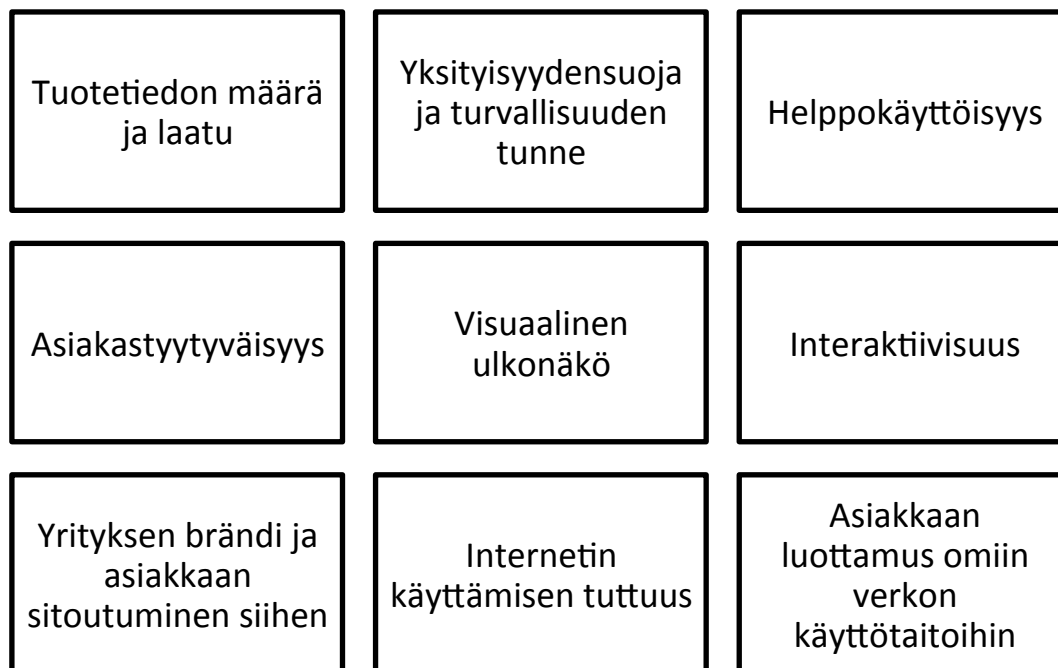 Tuotetiedon määrä
ja laatu
Yksityisyydensuoja
ja turvallisuuden
tunne
Helppokäyttöisyys
Asiakastyytyväisyys
Visuaalinen
ulkonäkö
Interaktiivisuus
Yrityksen brändi ja
asiakkaan
sitoutuminen siihen
Internetin
käyttämisen tuttuus
Asiakkaan
luottamus omiin
verkon
käyttötaitoihin